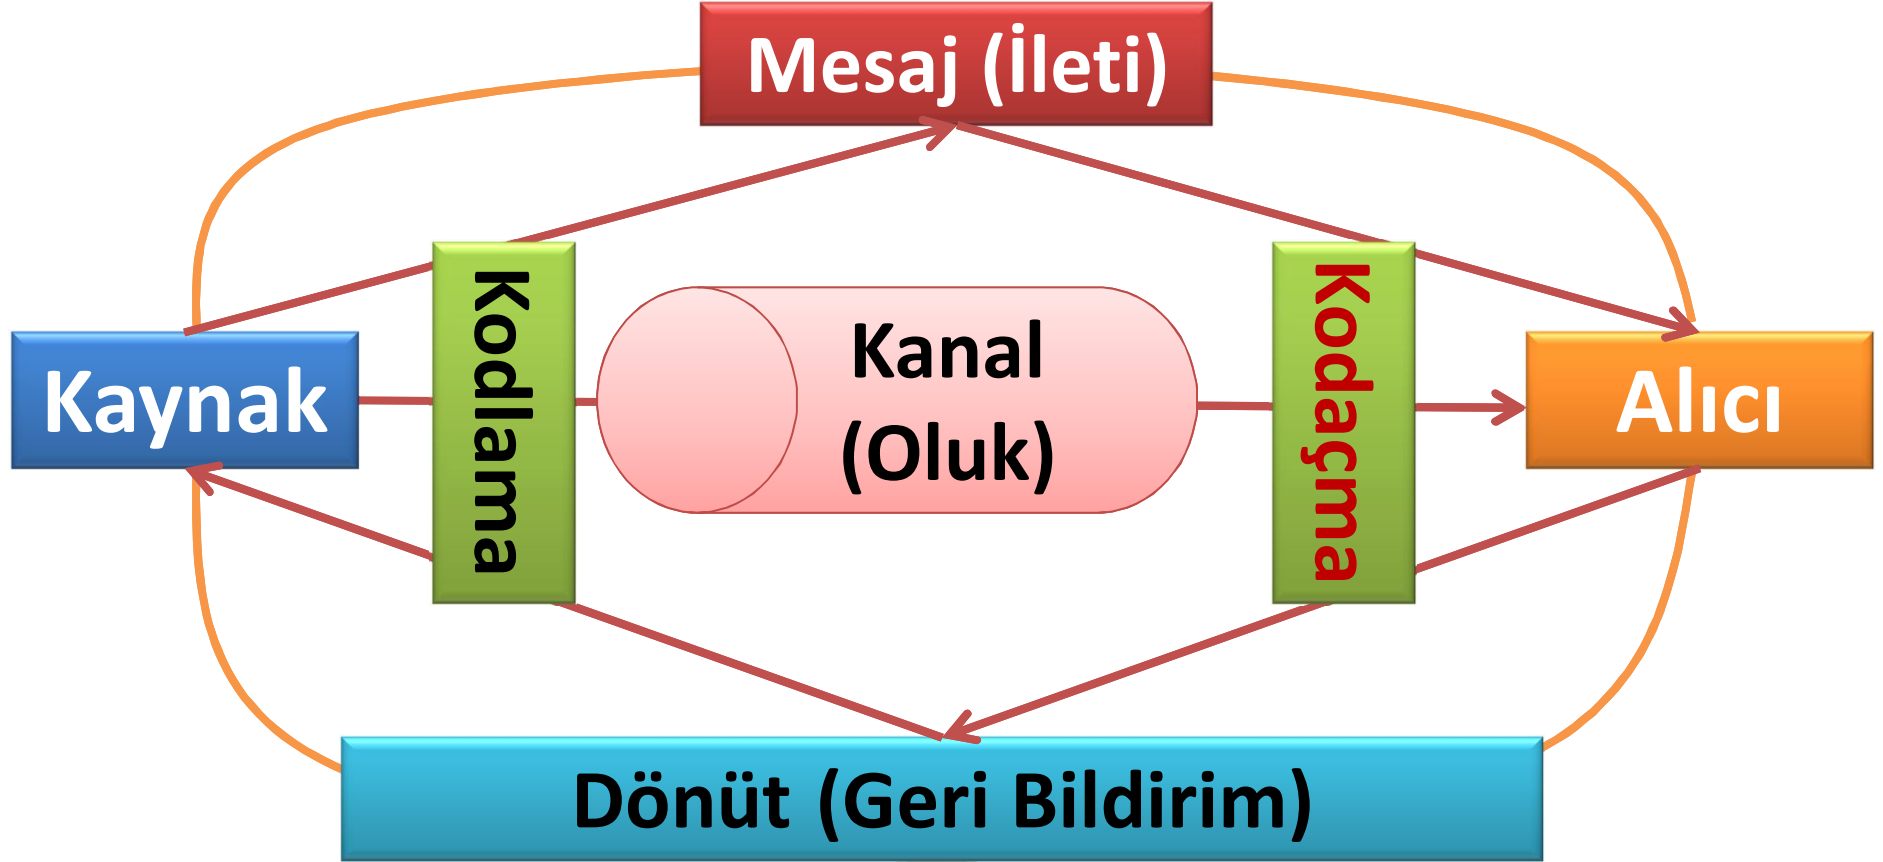 Mesaj (İleti)
Kaynak
Kodlama
Kanal
(Oluk)
Kodaçma
Alıcı
Dönüt (Geri Bildirim)